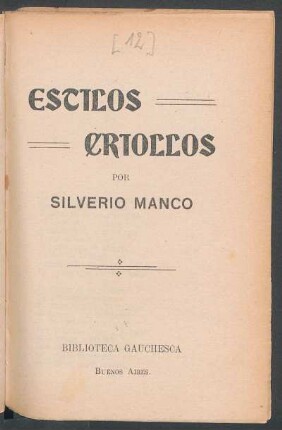 [12]
ESTILOS
CRIOLLOS
POR
SILVERIO MANCO
BIBLIOTECA GAUCHESCA
BUENOS AIRES.